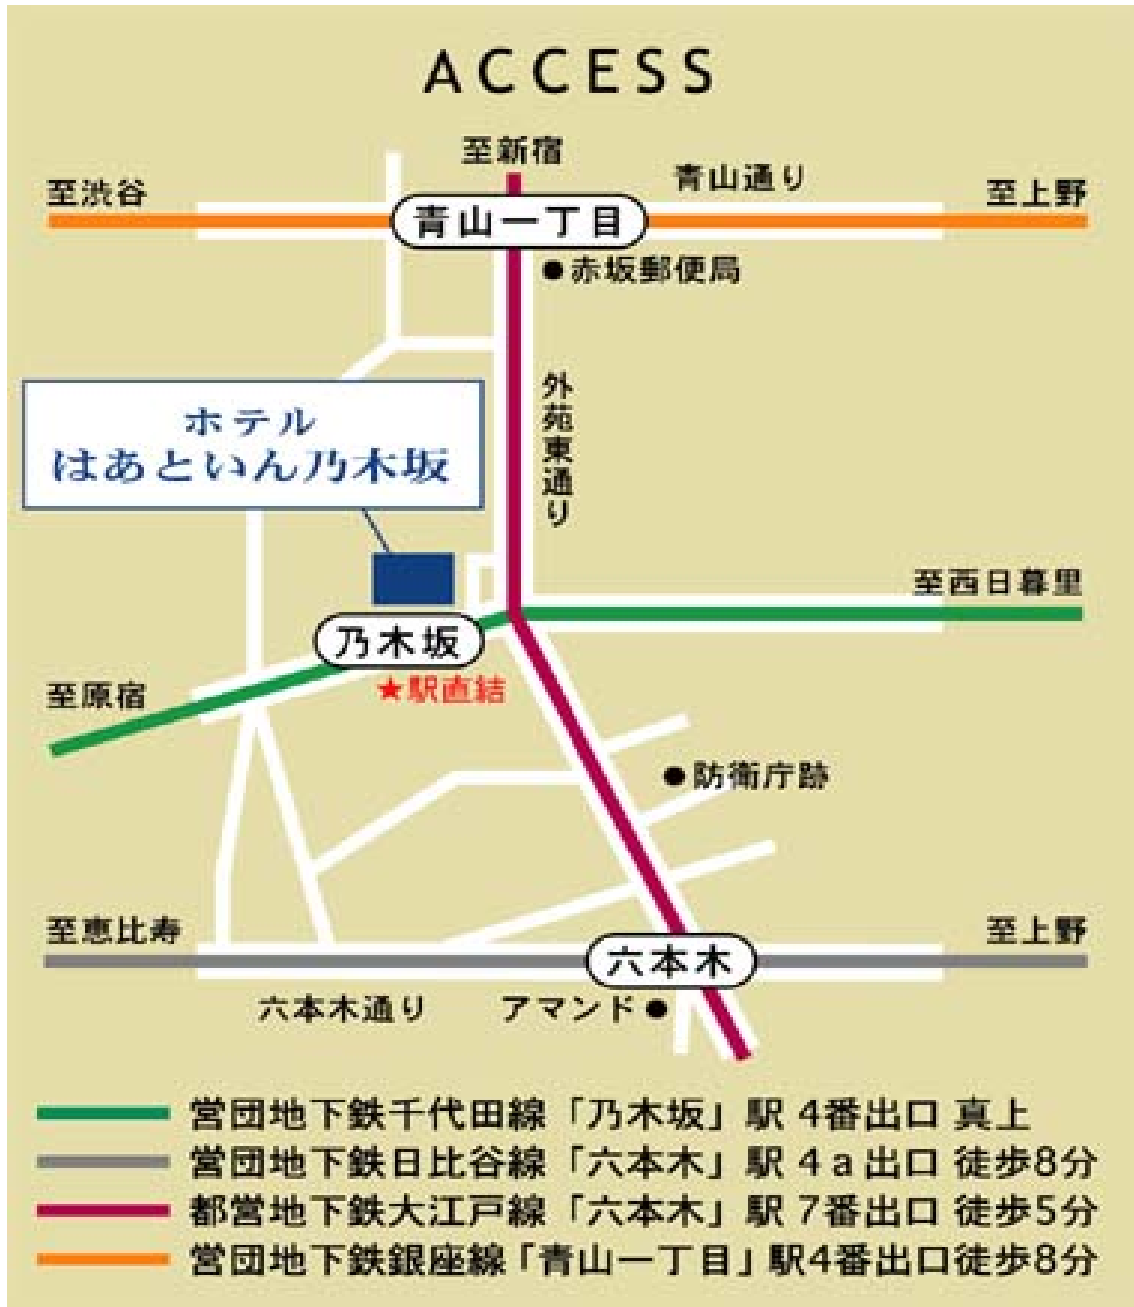 ACCESS
至新宿
青山通り
至渋谷
至上野
青山一丁目
●赤坂郵便局
外苑東通り
ホテル
はあといん乃木坂
至西日暮里
乃木坂
★駅直結
至原宿
●防衛庁跡
至恵比寿
至上野
六本木
六本木通り
アマンド●
営団地下鉄千代田線「乃木坂」駅 4番出口 真上
営団地下鉄日比谷線「六本木」駅 4a出口 徒歩8分
都営地下鉄大江戸線「六本木」駅 7番出口 徒歩5分
営団地下鉄銀座線「青山一丁目」駅4番出口徒歩8分